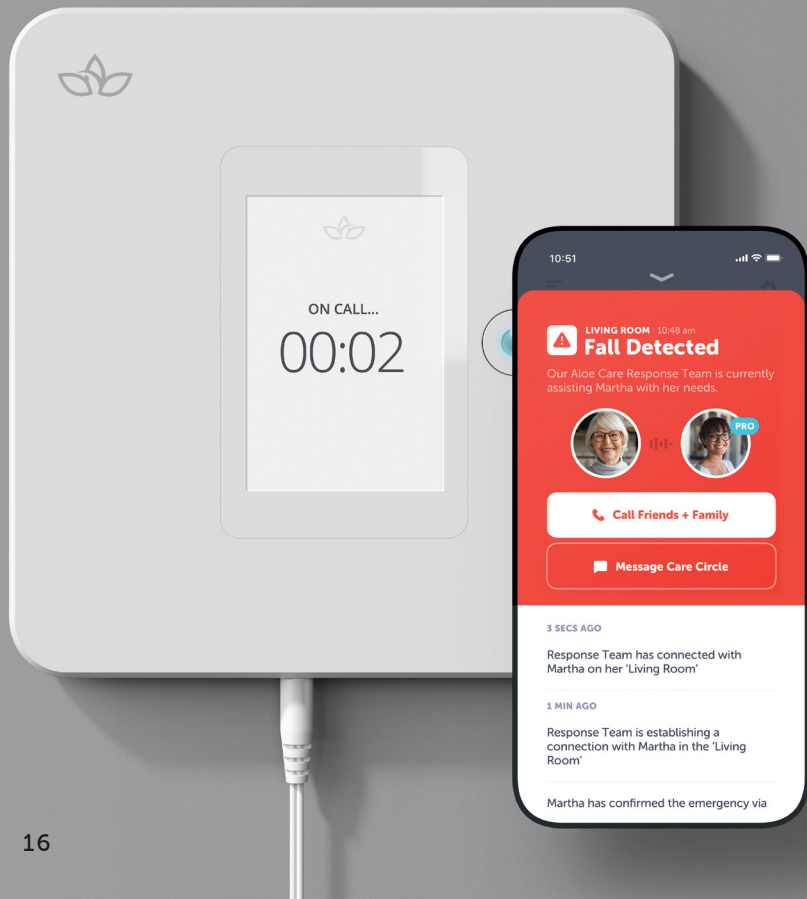 ON CALL...
00:02
10:51
LIVING ROOM 10:48 am
Fall Detected
Our Aloe Care Response Team is currently
assisting Martha with her needs.
PRO
Call Friends + Family
Message Care Circle
3 SECS AGO
Response Team has connected with
Martha on her ‘Living Room’
1 MIN AGO
Response Team is establishing a
connection with Martha in the ‘Living
Room’
Martha has confirmed the emergency via
16